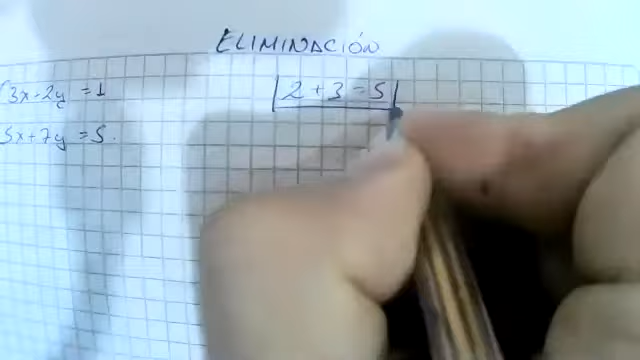 ELIMINACIÓN
3x-2y = 1
2 + 3 = 5
5x+7y = 5.